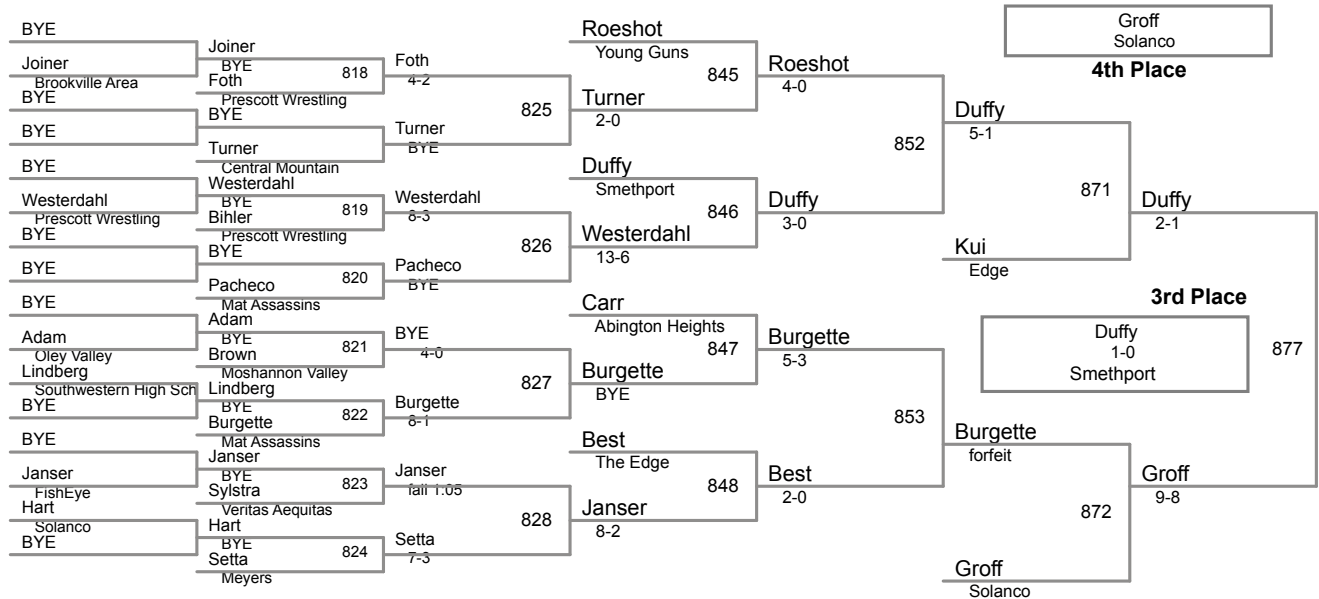 BYE
Joiner
Brookville Area
BYE
BYE
BYE
Westerdahl
Prescott Wrestling
BYE
BYE
BYE
Adam
Oley Valley
Lindberg
Southwestern High Sch
BYE
BYE
Janser
FishEye
Hart
Solanco
BYE
Joiner
BYE
818
Foth
Prescott Wrestling
BYE
Turner
Central Mountain
Westerdahl
BYE
819
Bihler
Prescott Wrestling
BYE
820
Pacheco
Mat Assassins
Adam
BYE
821
Brown
Moshannon Valley
Lindberg
BYE
822
Burgette
Mat Assassins
Janser
BYE
823
Sylstra
Veritas Aequitas
Hart
BYE
824
Setta
Meyers
Foth
4-2
825
Turner
BYE
Westerdahl
8-3
826
Pacheco
BYE
BYE
4-0
827
Burgette
8-1
Janser
fall 1:05
828
Setta
7-3
Roeshot
Young Guns
845
Turner
2-0
Duffy
Smethport
846
Westerdahl
13-6
Carr
Abington Heights
847
Burgette
BYE
Best
The Edge
848
Janser
8-2
Roeshot
4-0
852
Duffy
3-0
Burgette
5-3
853
Best
2-0
Duffy
5-1
871
Kui
Edge
Burgette
forfeit
872
Groff
Solanco
Duffy
2-1
877
Groff
9-8
Groff
Solanco
4th Place
3rd Place
Duffy
1-0
Smethport